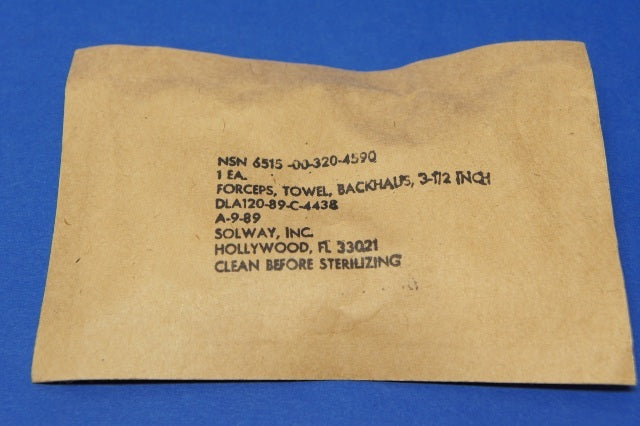 NSN 6515-00-320-4590
1 EA.
FORCEPS, TOWEL, BACKHAUS, 3-1/2 INCH
DLA120-89-C-4438
A-9-89
SOLWAY, INC.
HOLLYWOOD, FL 33021
CLEAN BEFORE STERILIZING